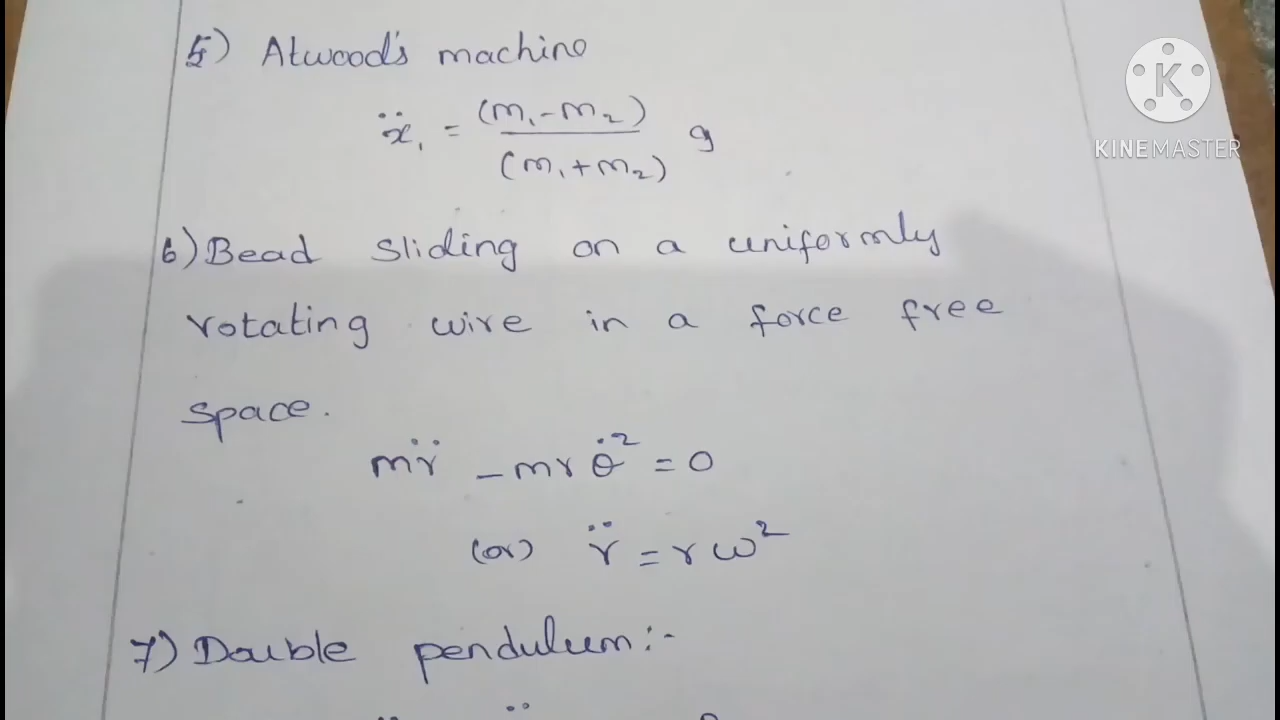 5) Atwood's machine
ẍ₁ = (m₁ - m₂) / (m₁ + m₂) g
K
KINEMASTER
6) Bead sliding on a uniformly
rotating wire in a force free
space.
mr̈ - mrθ̇² = 0
(or) r̈ = rω²
7) Double pendulum:-